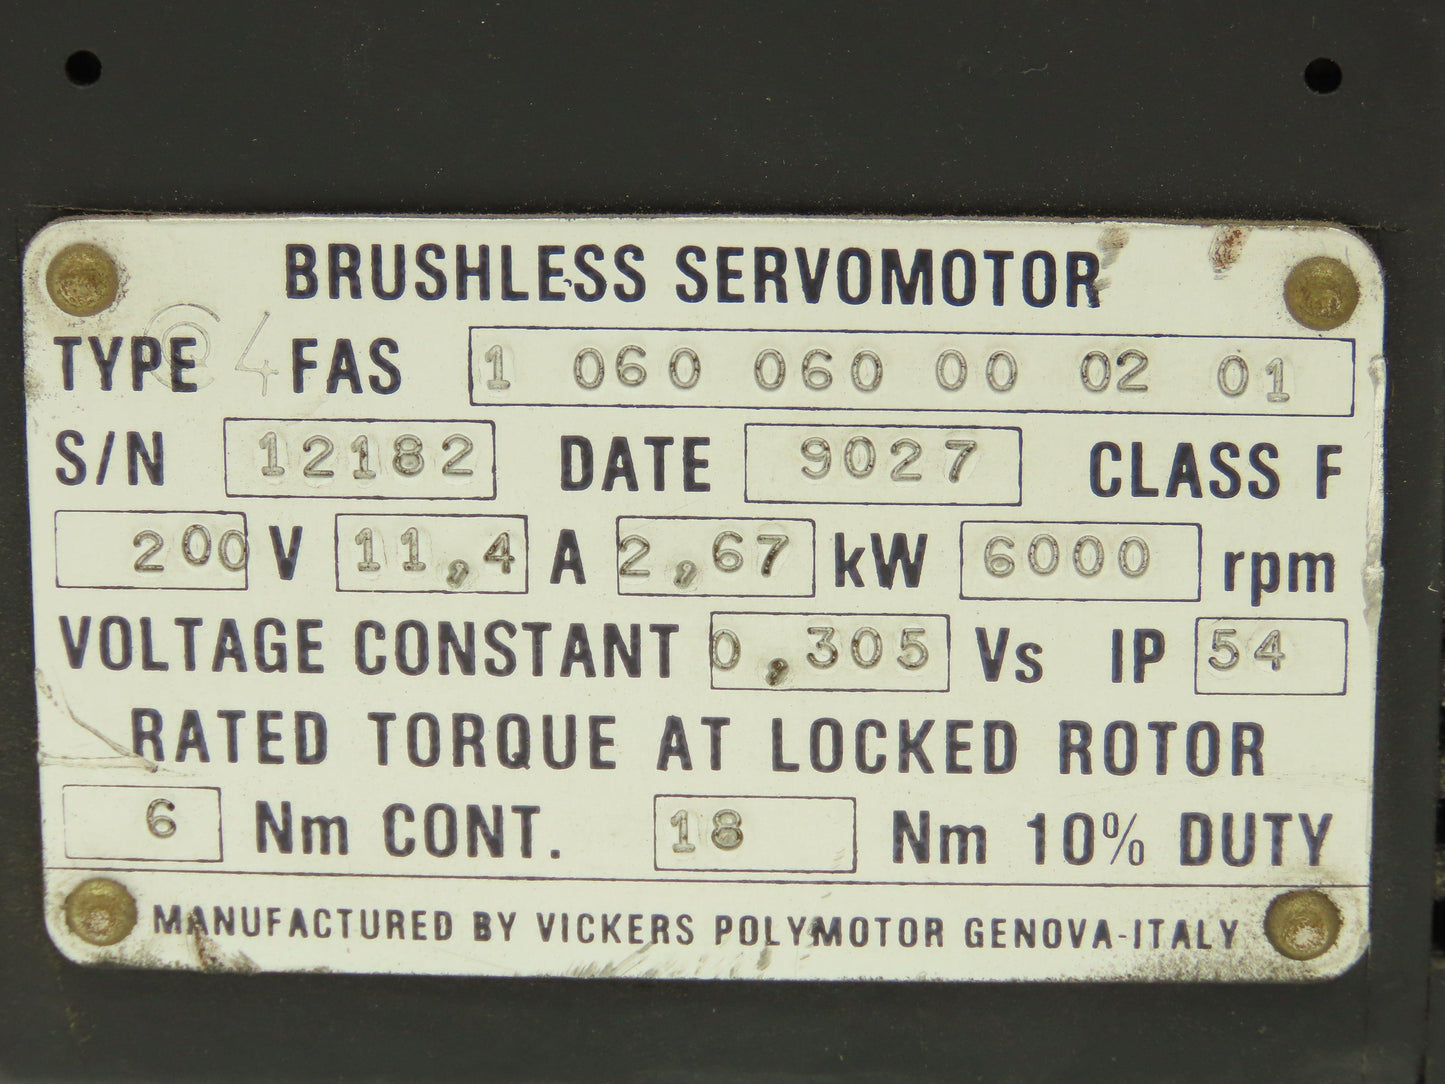 BRUSHLESS SERVOMOTOR
TYPE @4 FAS 1 060 060 00 02 01
S/N 12182 DATE 9027 CLASS F
200 V 11,4 A 2,67 kW 6000 rpm
VOLTAGE CONSTANT 0,305 Vs IP 54
RATED TORQUE AT LOCKED ROTOR
6 Nm CONT. 18 Nm 10% DUTY
MANUFACTURED BY VICKERS POLYMOTOR GENOVA-ITALY